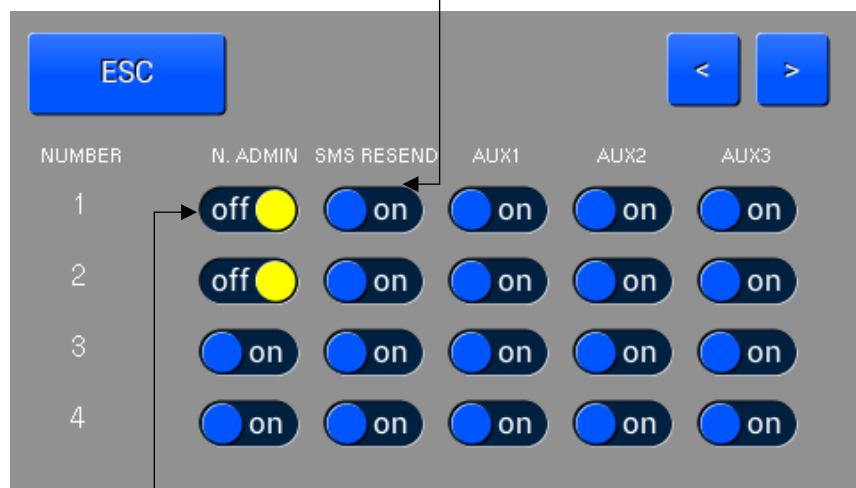 ESC < >
NUMBER N. ADMIN SMS RESEND AUX1 AUX2 AUX3
1 off on on on on
2 off on on on on
3 on on on on on
4 on on on on on